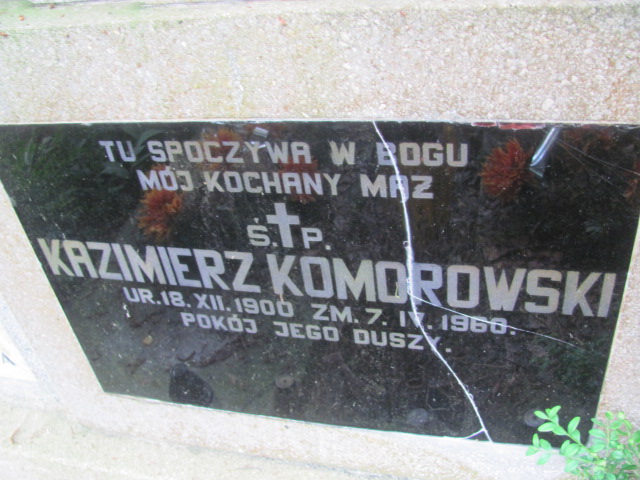 TU SPOCZYWA W BOGU
MÓJ KOCHANY MĄŻ
Ś.†P.
KAZIMIERZ KOMOROWSKI
UR.18.XII.1900 ZM.7.IV.1960.
POKÓJ JEGO DUSZY.